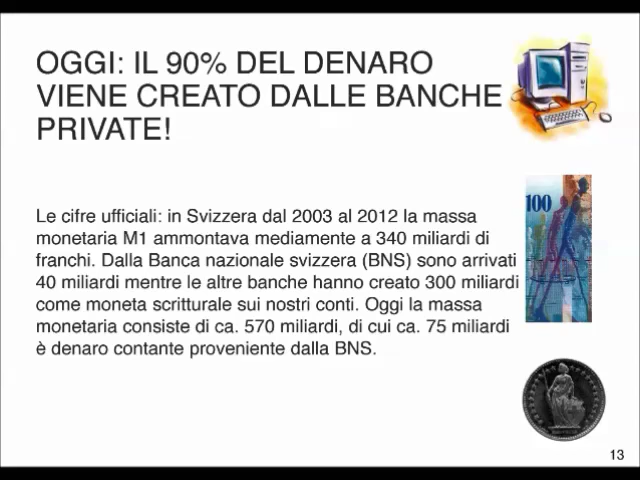 OGGI: IL 90% DEL DENARO
VIENE CREATO DALLE BANCHE
PRIVATE!
Le cifre ufficiali: in Svizzera dal 2003 al 2012 la massa
monetaria M1 ammontava mediamente a 340 miliardi di
franchi. Dalla Banca nazionale svizzera (BNS) sono arrivati
40 miliardi mentre le altre banche hanno creato 300 miliardi
come moneta scritturale sui nostri conti. Oggi la massa
monetaria consiste di ca. 570 miliardi, di cui ca. 75 miliardi
è denaro contante proveniente dalla BNS.
100
13